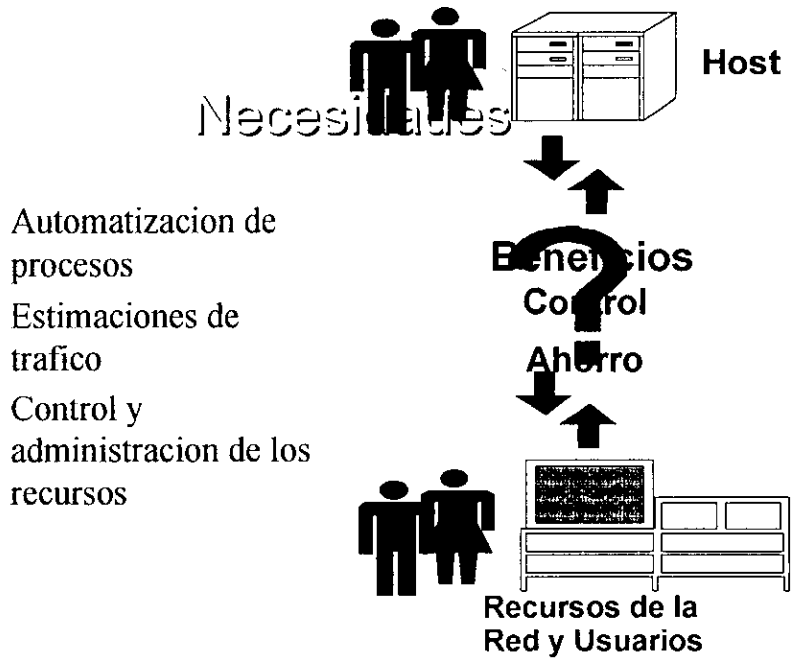 Host
Necesidades
Automatizacion de
procesos
Estimaciones de
trafico
Control y
administracion de los
recursos
Beneficios
Control
Ahorro
Recursos de la
Red y Usuarios